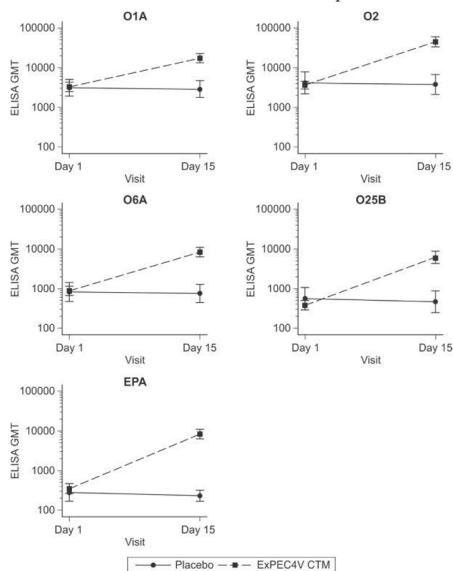 O1A
100000
10000
1000
100
ELISA GMT
Day 1
Day 15
Visit
O2
100000
10000
1000
100
ELISA GMT
Day 1
Day 15
Visit
O6A
100000
10000
1000
100
ELISA GMT
Day 1
Day 15
Visit
O25B
100000
10000
1000
100
ELISA GMT
Day 1
Day 15
Visit
EPA
100000
10000
1000
100
ELISA GMT
Day 1
Day 15
Visit
Placebo ExPEC4V CTM